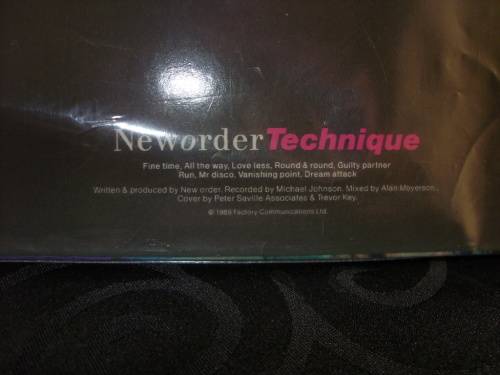 Neworder Technique
Fine time, All the way, Love less, Round & round, Guilty partner
Run, Mr disco, Vanishing point, Dream attack
Written & produced by New order. Recorded by Michael Johnson. Mixed by Alan Meyerson.
Cover by Peter Saville Associates & Trevor Key.
© 1989 Factory Communications Ltd.